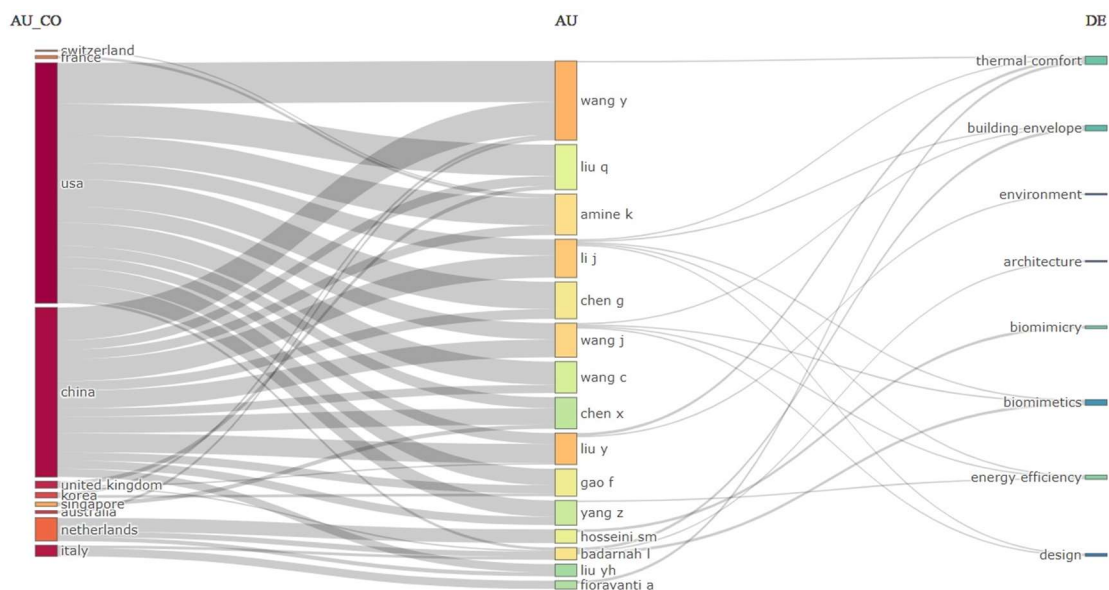 AU_CO
AU
DE
switzerland
france
usa
china
united kingdom
korea
singapore
australia
netherlands
italy
wang y
liu q
amine k
li j
chen g
wang j
wang c
chen x
liu y
gao f
yang z
hosseini sm
badarnah l
liu yh
fioravanti a
thermal comfort
building envelope
environment
architecture
biomimicry
biomimetics
energy efficiency
design